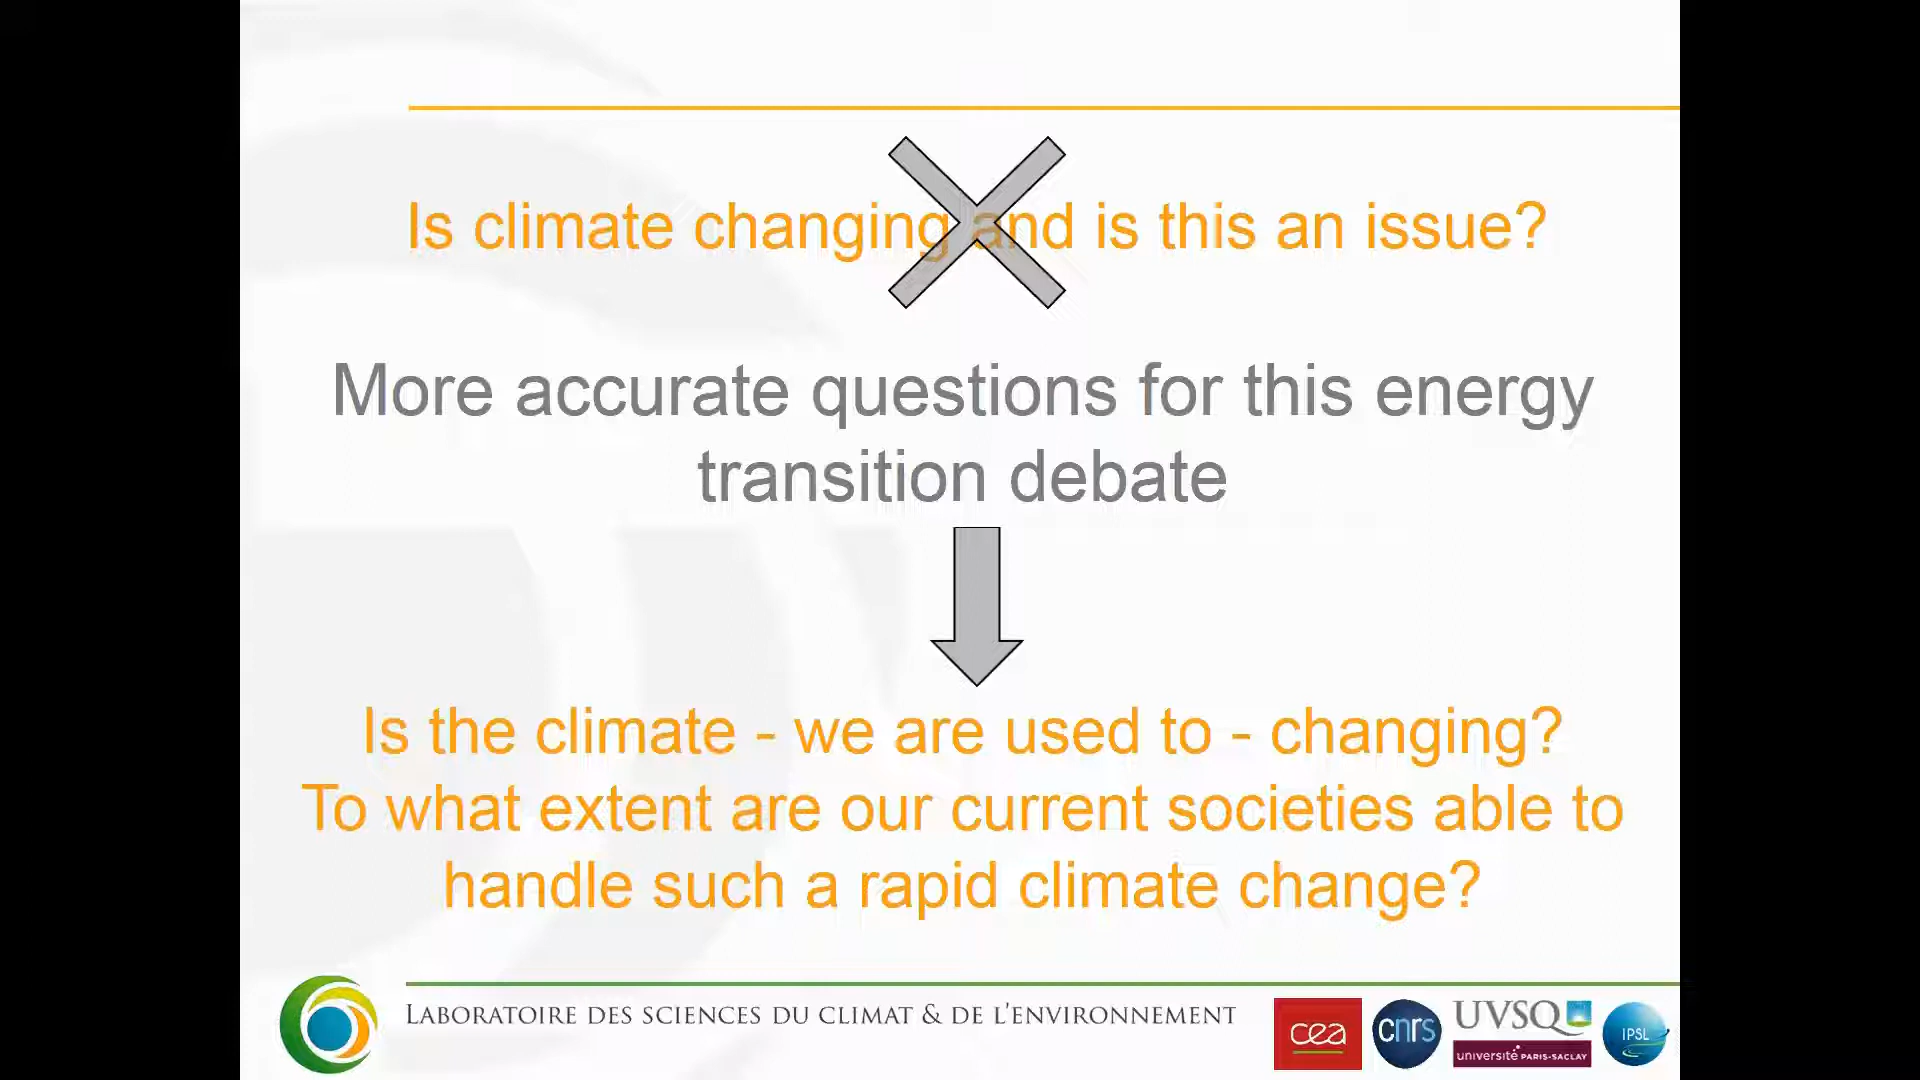 Is climate changing and is this an issue?
More accurate questions for this energy
transition debate
Is the climate - we are used to - changing?
To what extent are our current societies able to
handle such a rapid climate change?
LABORATOIRE DES SCIENCES DU CLIMAT & DE L'ENVIRONNEMENT
cea
cnrs
UVSQ
université PARIS-SACLAY
IPSL